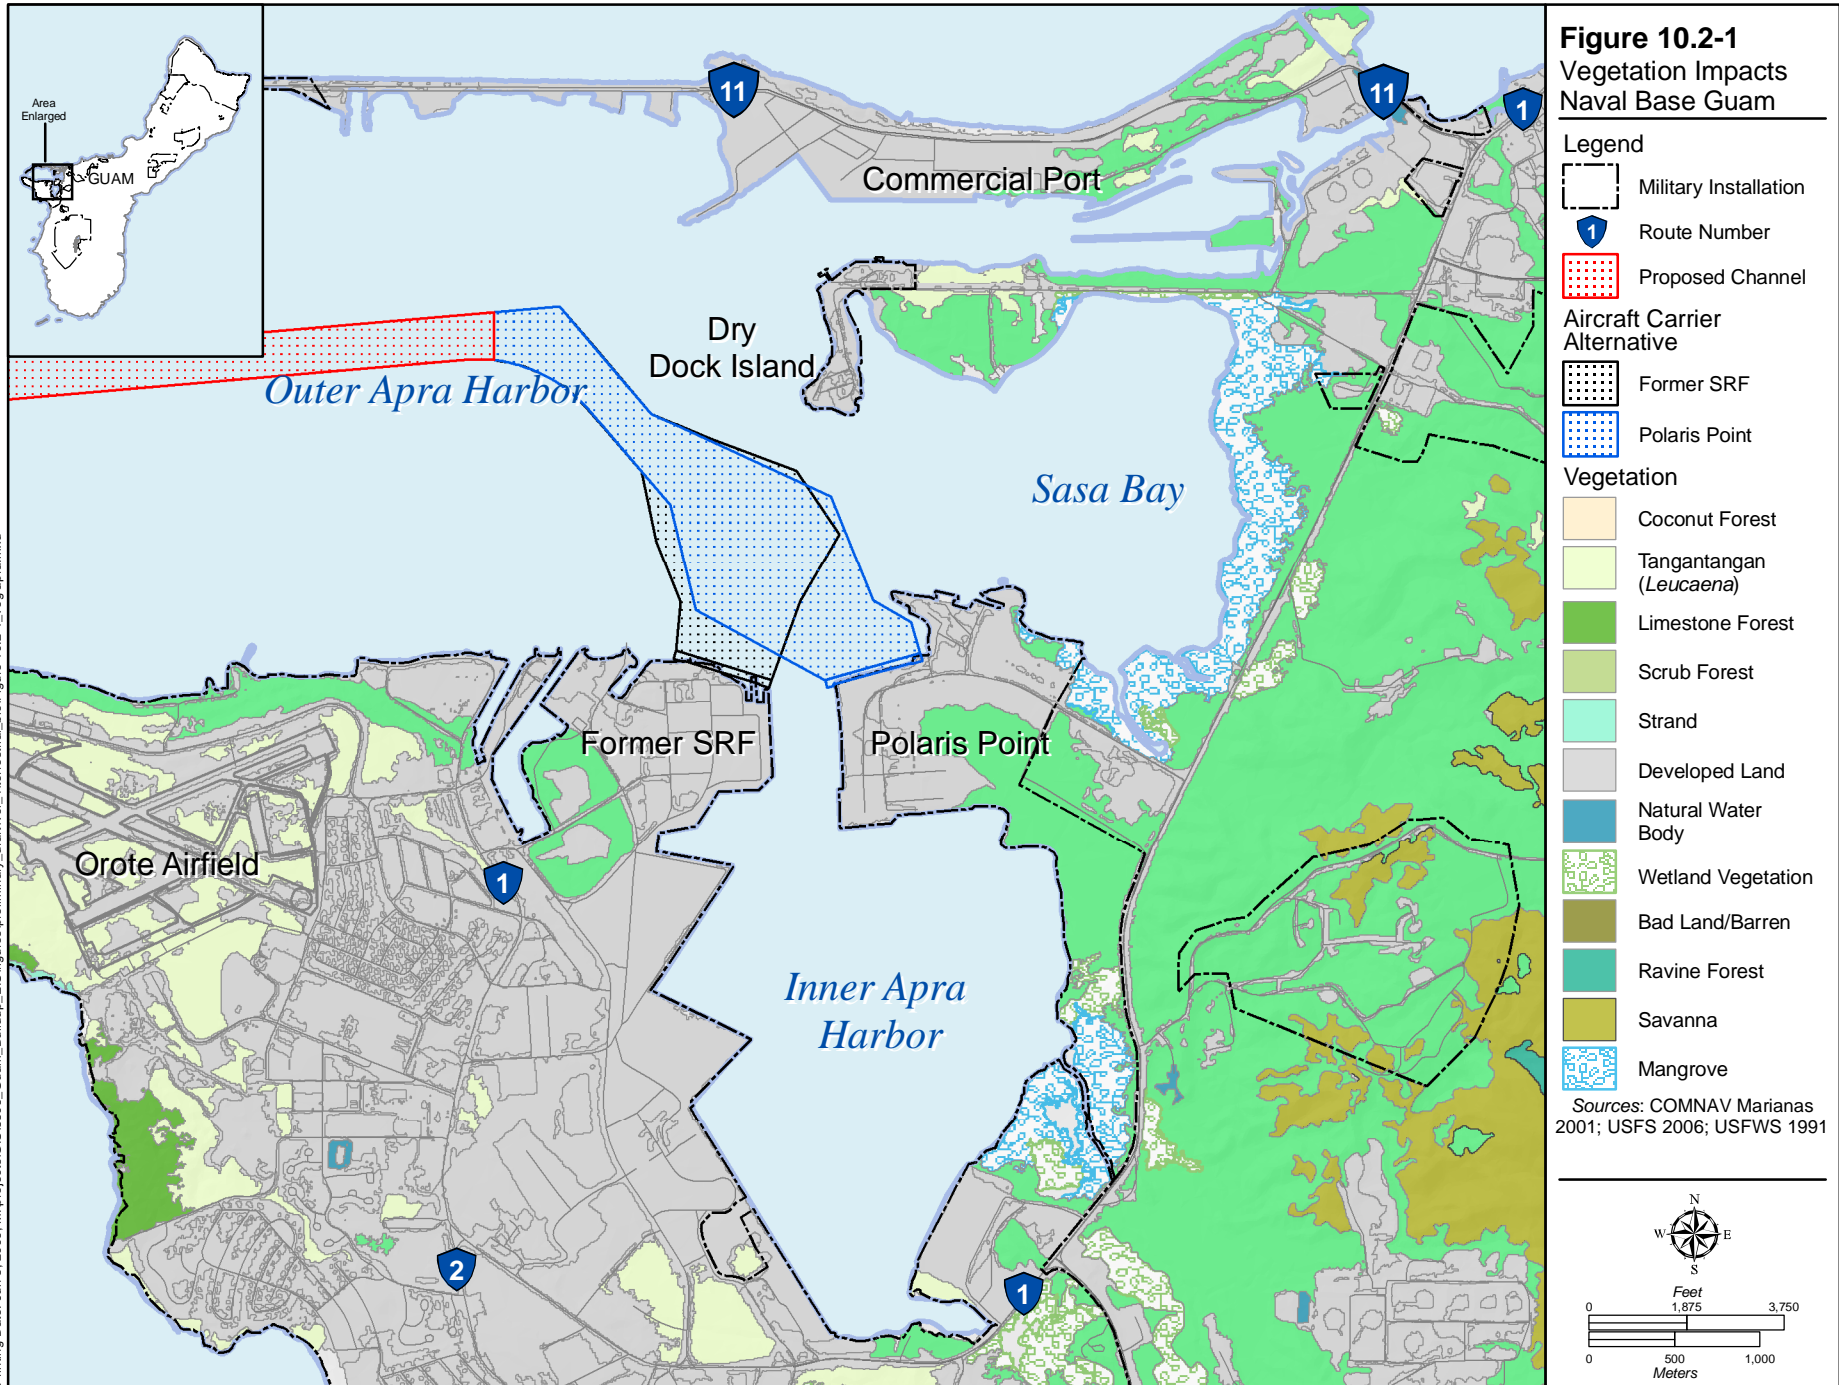 Figure 10.2-1
Vegetation Impacts
Naval Base Guam
Legend
Military Installation
1
Route Number
Proposed Channel
Aircraft Carrier
Alternative
Former SRF
Polaris Point
Vegetation
Coconut Forest
Tangantangan
(Leucaena)
Limestone Forest
Scrub Forest
Strand
Developed Land
Natural Water
Body
Wetland Vegetation
Bad Land/Barren
Ravine Forest
Savanna
Mangrove
Sources: COMNAV Marianas
2001; USFS 2006; USFWS 1991
N
W
E
S
Feet
0 1,875 3,750
0 500 1,000
Meters
Area
Enlarged
GUAM
11
11
1
Commercial Port
Dry
Dock Island
Outer Apra Harbor
Sasa Bay
Former SRF
Polaris Point
Orote Airfield
1
Inner Apra
Harbor
2
1